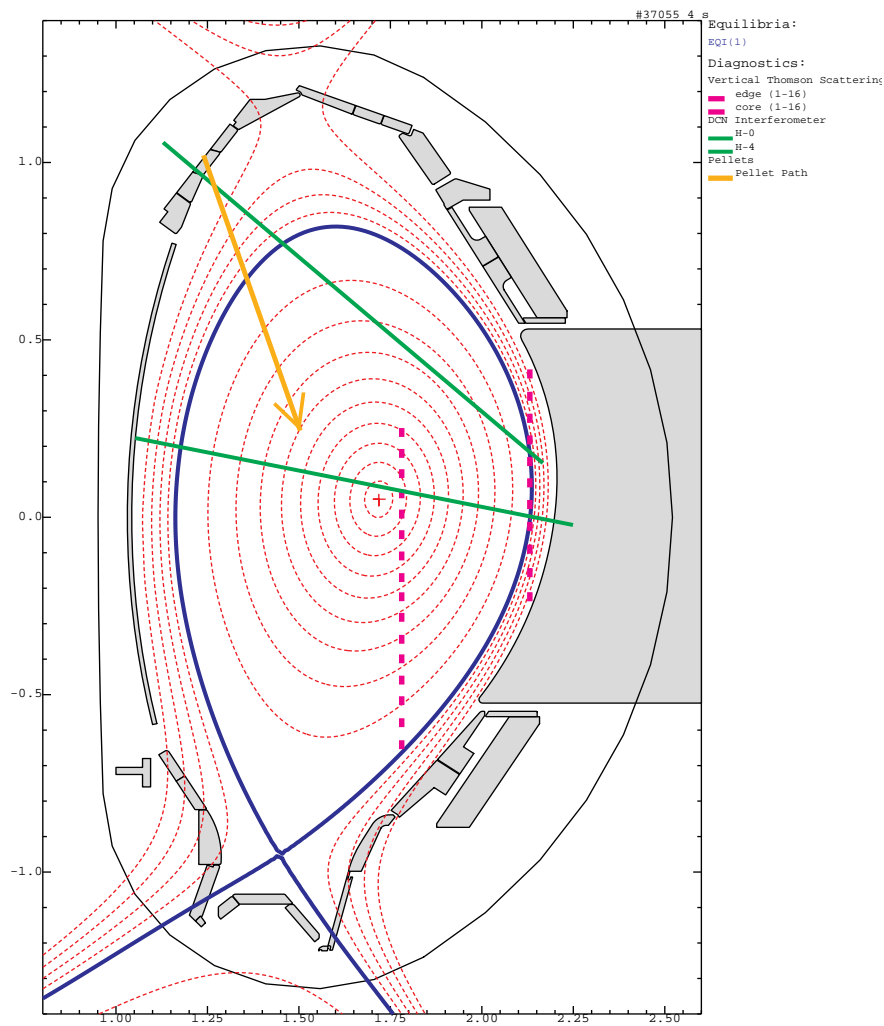 #37055 4 s
Equilibria:
EQI(1)
Diagnostics:
Vertical Thomson Scattering
edge (1-16)
core (1-16)
DCN Interferometer
H-0
H-4
Pellets
Pellet Path
1.0
0.5
0.0
-0.5
-1.0
1.00 1.25 1.50 1.75 2.00 2.25 2.50